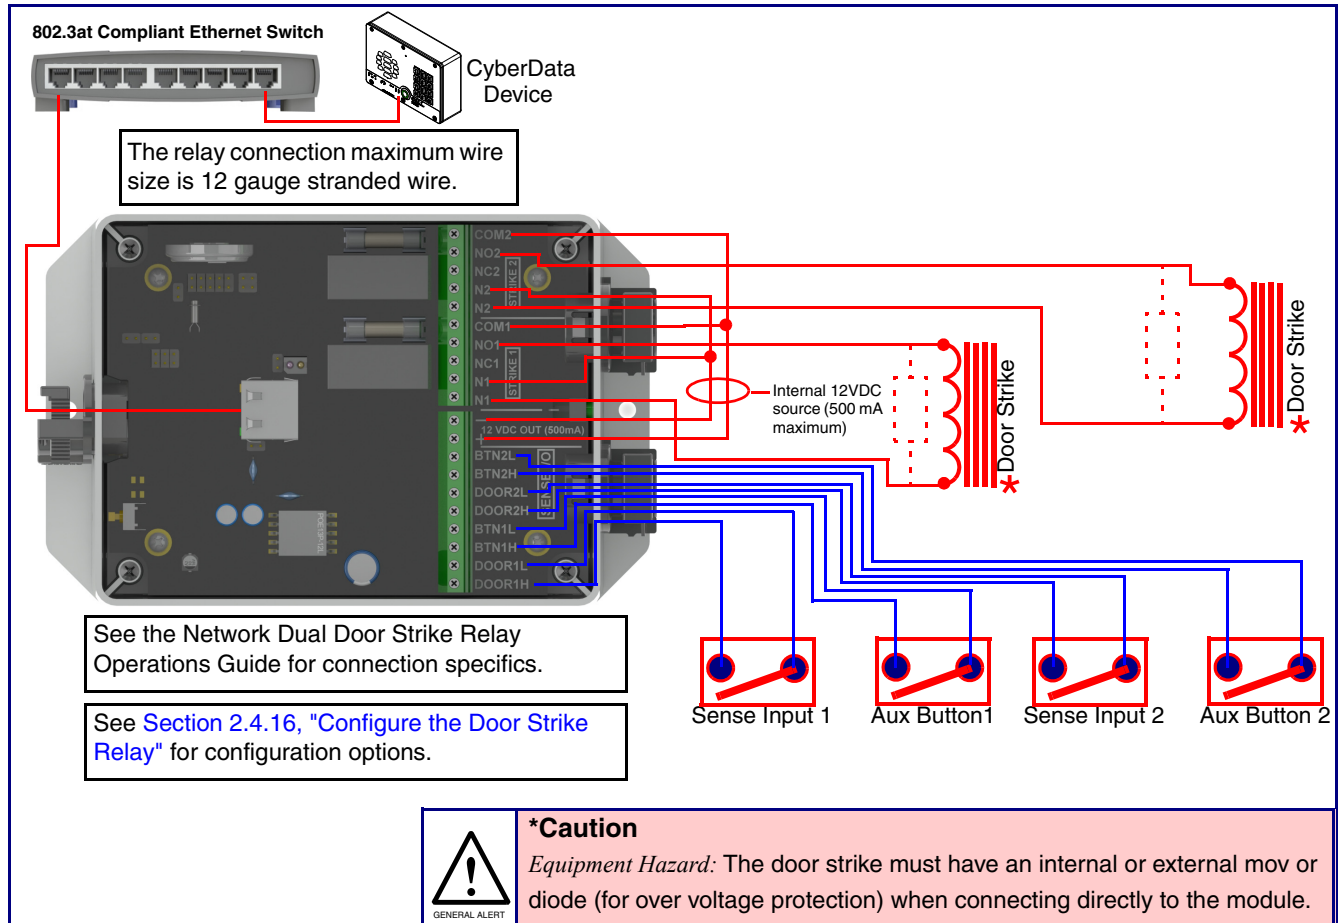 802.3at Compliant Ethernet Switch
CyberData
Device
The relay connection maximum wire
size is 12 gauge stranded wire.
COM2
NO2
NC2
N2
N2
STRIKE 2
COM1
NO1
NC1
N1
N1
STRIKE 1
-
12 VDC OUT (500mA)
+
BTN2L
BTN2H
DOOR2L
DOOR2H
BTN1L
BTN1H
DOOR1L
DOOR1H
Internal 12VDC
source (500 mA
maximum)
*Door Strike
*Door Strike
Sense Input 1
Aux Button1
Sense Input 2
Aux Button 2
See the Network Dual Door Strike Relay
Operations Guide for connection specifics.
See Section 2.4.16, "Configure the Door Strike
Relay" for configuration options.
GENERAL ALERT
*Caution
Equipment Hazard: The door strike must have an internal or external mov or
diode (for over voltage protection) when connecting directly to the module.